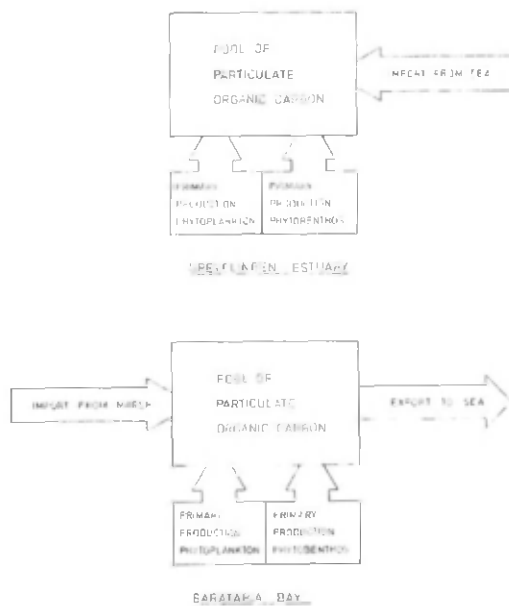 POOL OF
PARTICULATE
ORGANIC CARBON
IMPORT FROM SEA
PRIMARY
PRODUCTION
PHYTOPLANKTON
PRIMARY
PRODUCTION
PHYTOBENTHOS
ESTUARY
POOL OF
PARTICULATE
ORGANIC CARBON
IMPORT FROM MARSH
EXPORT TO SEA
PRIMARY
PRODUCTION
PHYTOPLANKTON
PRIMARY
PRODUCTION
PHYTOBENTHOS
BARATARIA BAY